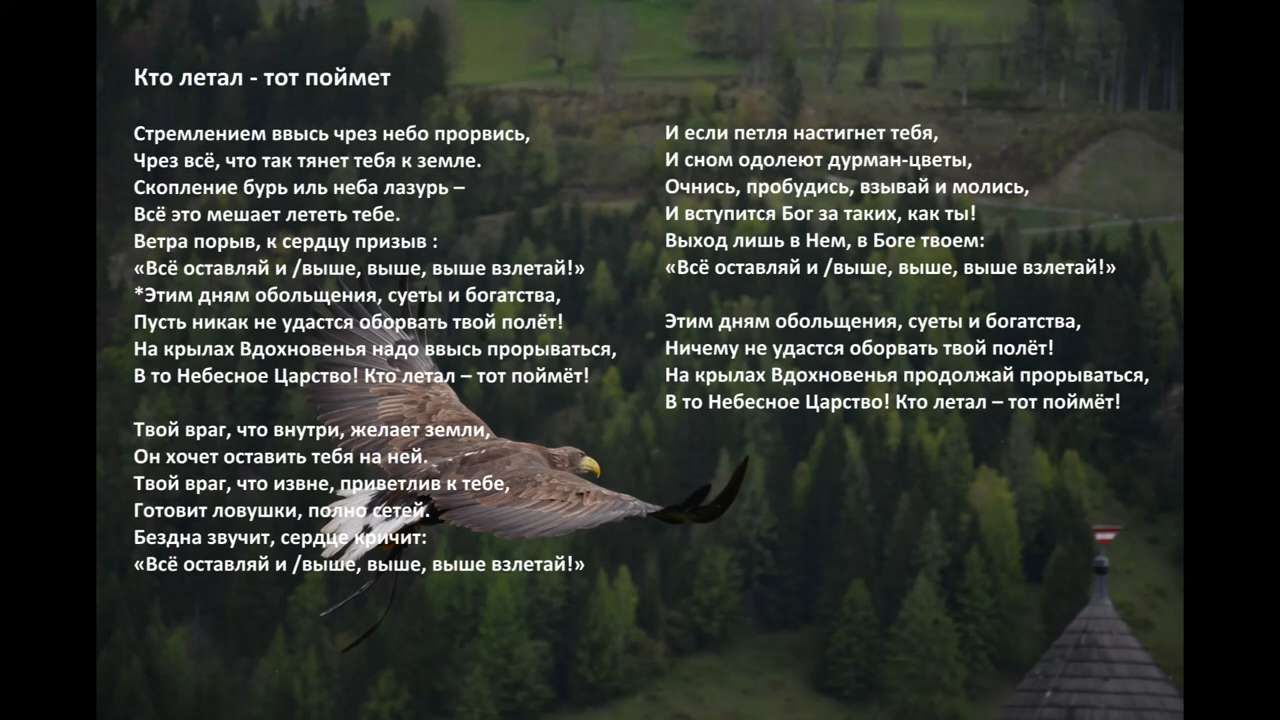 Кто летал - тот поймет
Стремлением ввысь чрез небо прорвись,
Чрез всё, что так тянет тебя к земле.
Скопление бурь иль неба лазурь –
Всё это мешает лететь тебе.
Ветра порыв, к сердцу призыв :
«Всё оставляй и /выше, выше, выше взлетай!»
*Этим дням обольщения, суеты и богатства,
Пусть никак не удастся оборвать твой полёт!
На крылах Вдохновенья надо ввысь прорываться,
В то Небесное Царство! Кто летал – тот поймёт!
Твой враг, что внутри, желает земли,
Он хочет оставить тебя на ней.
Твой враг, что извне, приветлив к тебе,
Готовит ловушки, полно сетей.
Бездна звучит, сердце кричит:
«Всё оставляй и /выше, выше, выше взлетай!»
И если петля настигнет тебя,
И сном одолеют дурман-цветы,
Очнись, пробудись, взывай и молись,
И вступится Бог за таких, как ты!
Выход лишь в Нем, в Боге твоем:
«Всё оставляй и /выше, выше, выше взлетай!»
Этим дням обольщения, суеты и богатства,
Ничему не удастся оборвать твой полёт!
На крылах Вдохновенья продолжай прорываться,
В то Небесное Царство! Кто летал – тот поймёт!